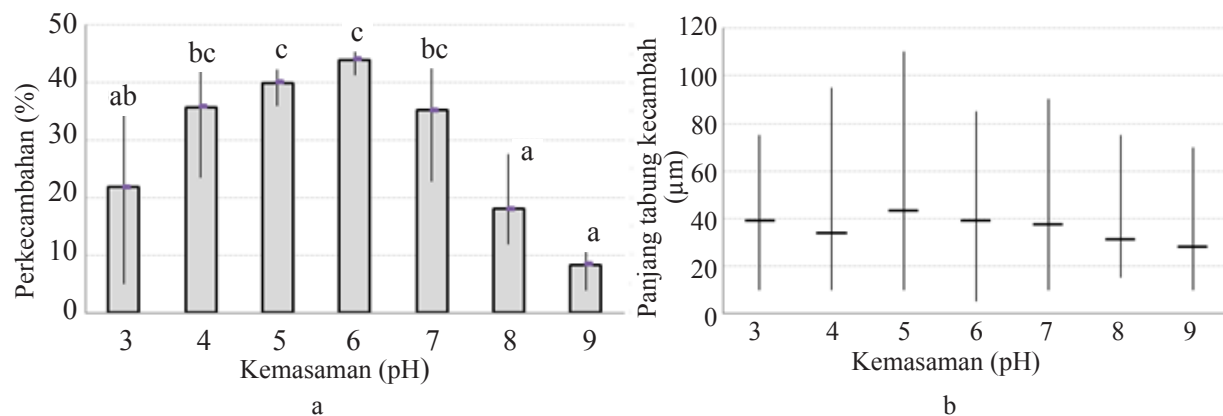 Perkecambahan (%)
50
40
30
20
10
0
ab
bc
c
c
bc
a
a
3 4 5 6 7 8 9
Kemasaman (pH)
a
Panjang tabung kecambah
(µm)
120
100
80
60
40
20
0
3 4 5 6 7 8 9
Kemasaman (pH)
b